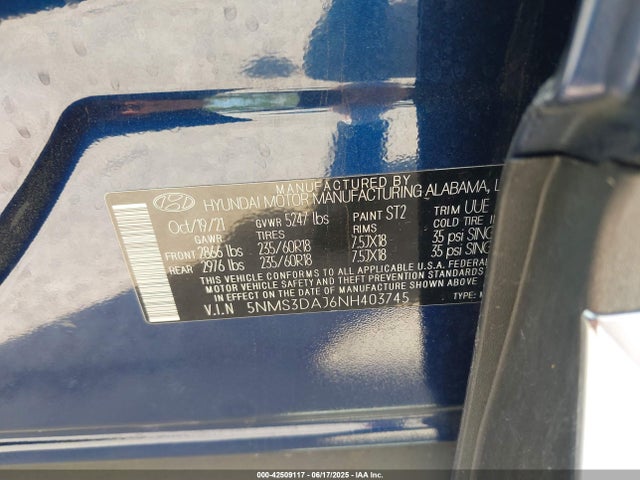 MANUFACTURED BY
HYUNDAI MOTOR MANUFACTURING ALABAMA, L
Oct/19/21 GVWR 5247 lbs PAINT ST2 TRIM UUE
GAWR TIRES RIMS COLD TIRE
FRONT 2866 lbs 235/60R18 7.5JX18 35 psi SING
REAR 2976 lbs 235/60R18 7.5JX18 35 psi SING
THIS VEHICLE CONFORMS TO ALL APPLICABLE U.S.A. FEDERAL
MOTOR VEHICLE SAFETY AND THEFT PREVENTION STANDARDS
IN EFFECT ON THE DATE OF MANUFACTURE SHOWN ABOVE.
V.I.N 5NMS3DAJ6NH403745 TYPE:
000-42509117 - 06/17/2025 - IAAI.COM